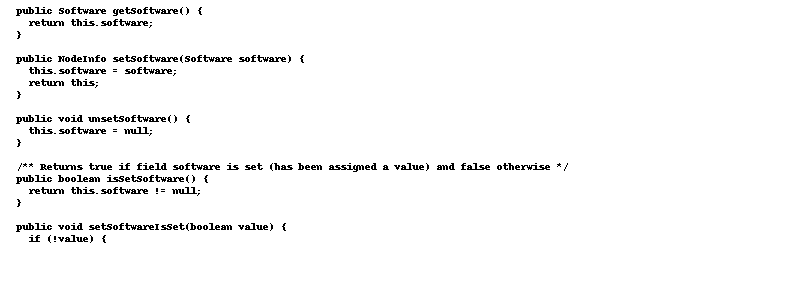 public Software getSoftware() {
return this.software;
}
public NodeInfo setSoftware(Software software) {
this.software = software;
return this;
}
public void unsetSoftware() {
this.software = null;
}
/** Returns true if field software is set (has been assigned a value) and false otherwise */
public boolean isSetSoftware() {
return this.software != null;
}
public void setSoftwareIsSet(boolean value) {
if (!value) {